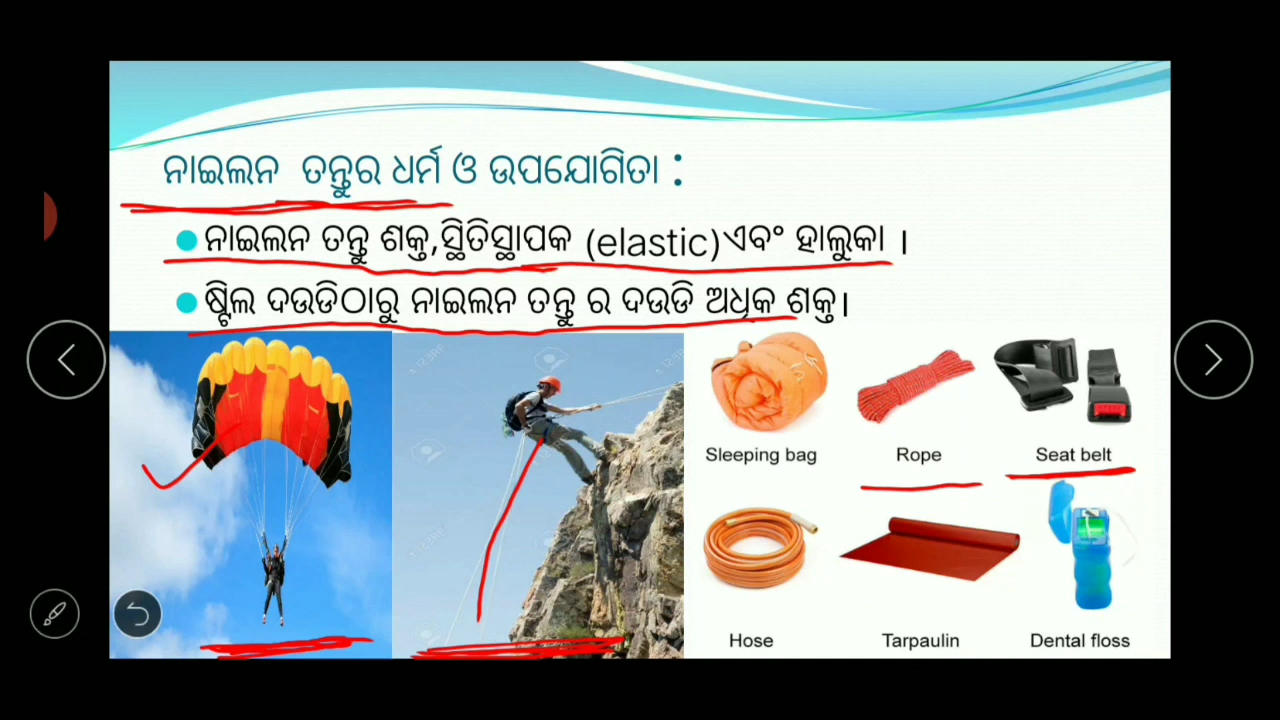 ନାଇଲନ ତନ୍ତୁର ଧର୍ମ ଓ ଉପଯୋଗିତା :
ନାଇଲନ ତନ୍ତୁ ଶକ୍ତ,ସ୍ଥିତିସ୍ଥାପକ (elastic)ଏବଂ ହାଲୁକା ।
ଷ୍ଟିଲ ଦଉଡିଠାରୁ ନାଇଲନ ତନ୍ତୁ ର ଦଉଡି ଅଧିକ ଶକ୍ତ।
Sleeping bag Rope Seat belt
Hose Tarpaulin Dental floss